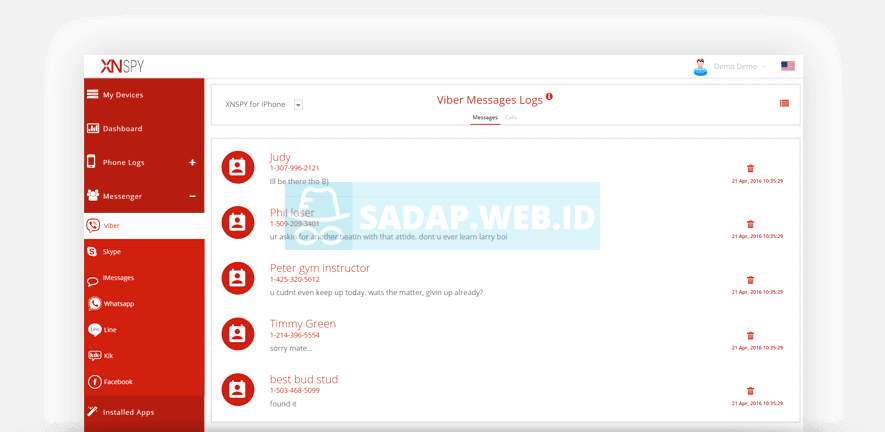 XNSPY
Demo Demo
My Devices
Dashboard
Phone Logs
Messenger
Viber
Skype
iMessages
Whatsapp
Line
Kik
Facebook
Installed Apps
XNSPY for iPhone
Viber Messages Logs
Messages Calls
Judy
1-307-996-2121
Ill be there tho B)
21 Apr, 2016 10:35:29
SADAP.WEB.ID
Phil loser
1-509-209-3401
ur askin for another beatin with that attide, dont u ever learn larry boi
21 Apr, 2016 10:35:29
Peter gym instructor
1-425-320-5012
u cudnt even keep up today. wats the matter, givin up already?
21 Apr, 2016 10:35:29
Timmy Green
1-214-396-5554
sorry mate...
21 Apr, 2016 10:35:29
best bud stud
1-503-468-5099
found it
21 Apr, 2016 10:35:29